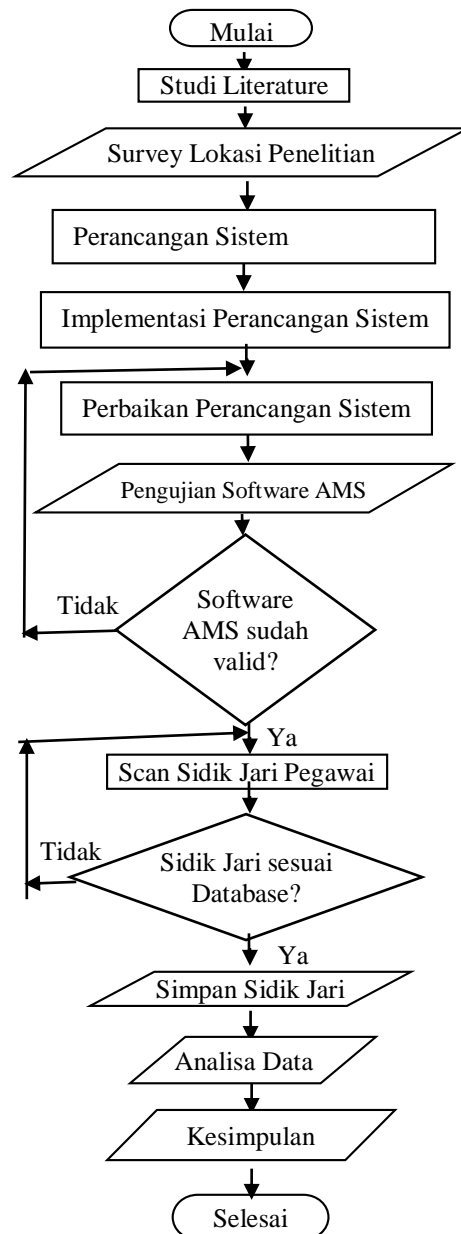 Mulai
Studi Literature
Survey Lokasi Penelitian
Perancangan Sistem
Implementasi Perancangan Sistem
Perbaikan Perancangan Sistem
Pengujian Software AMS
Tidak
Software
AMS sudah
valid?
Ya
Scan Sidik Jari Pegawai
Tidak
Sidik Jari sesuai
Database?
Ya
Simpan Sidik Jari
Analisa Data
Kesimpulan
Selesai